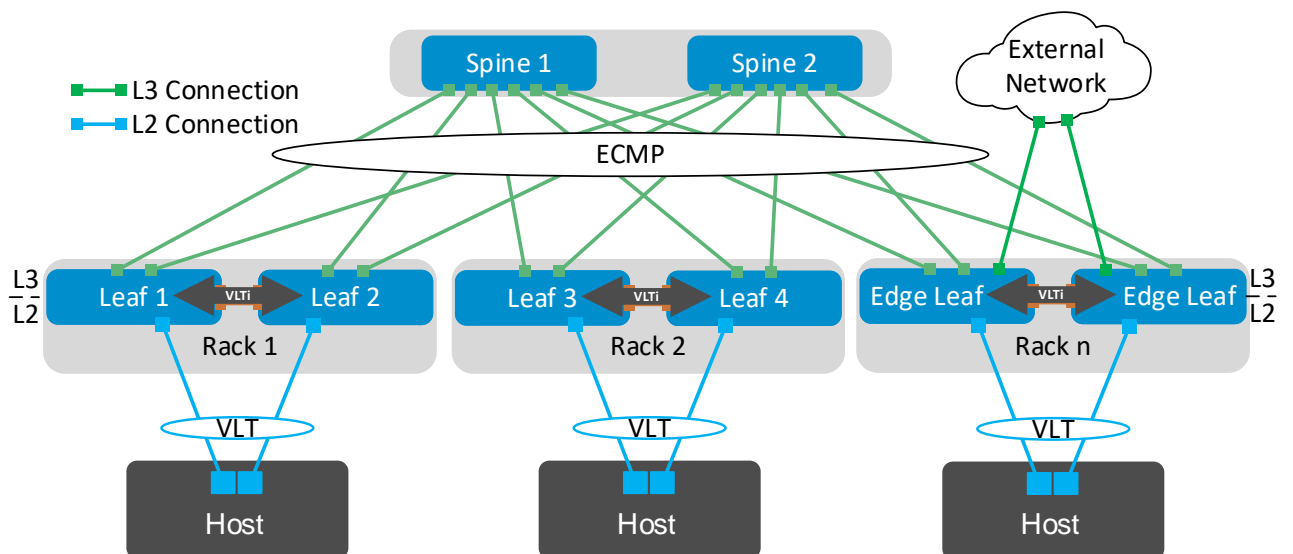 Spine 1
Spine 2
External
Network
L3 Connection
L2 Connection
ECMP
L3
L2
Leaf 1
VLTi
Leaf 2
Leaf 3
VLTi
Leaf 4
Edge Leaf
VLTi
Edge Leaf
L3
L2
Rack 1
Rack 2
Rack n
VLT
VLT
VLT
Host
Host
Host